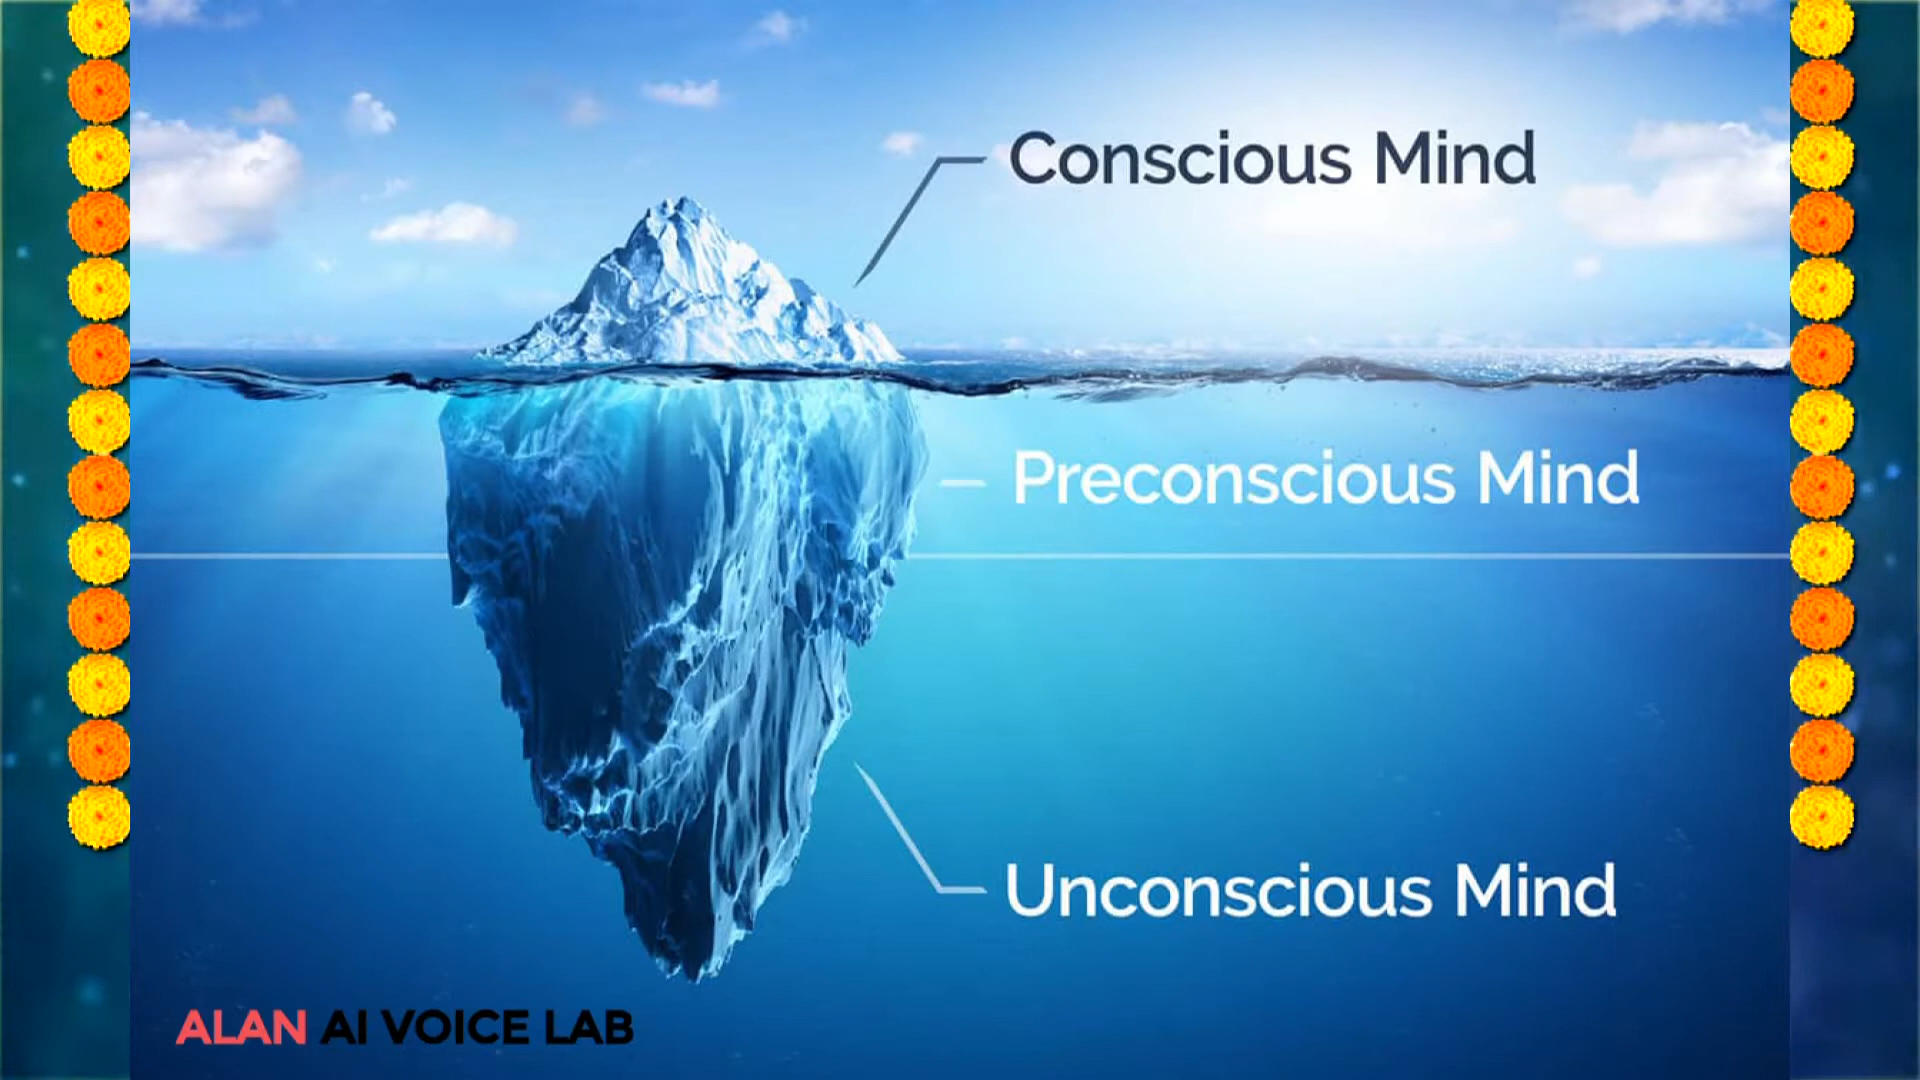 Conscious Mind
Preconscious Mind
Unconscious Mind
ALAN AI VOICE LAB